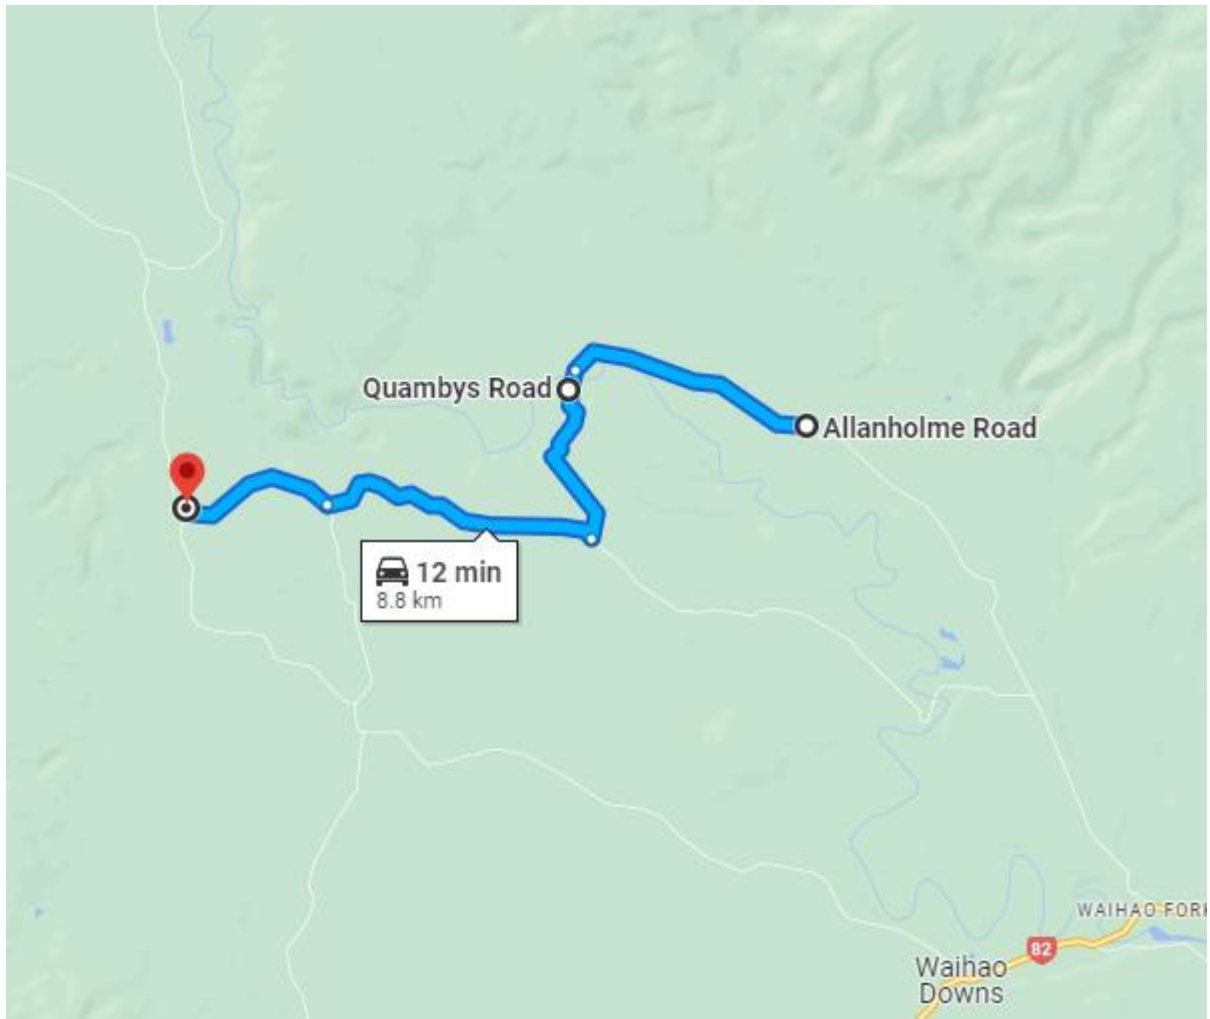 Quambys Road
Allanholme Road
12 min
8.8 km
WAIHAO FORK
82
Waihao
Downs